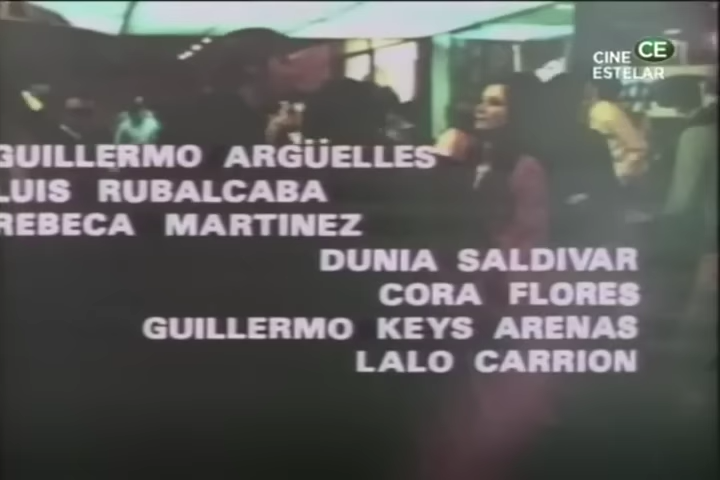 CINE CE
ESTELAR
GUILLERMO ARGÜELLES
LUIS RUBALCABA
REBECA MARTINEZ
DUNIA SALDIVAR
CORA FLORES
GUILLERMO KEYS ARENAS
LALO CARRION